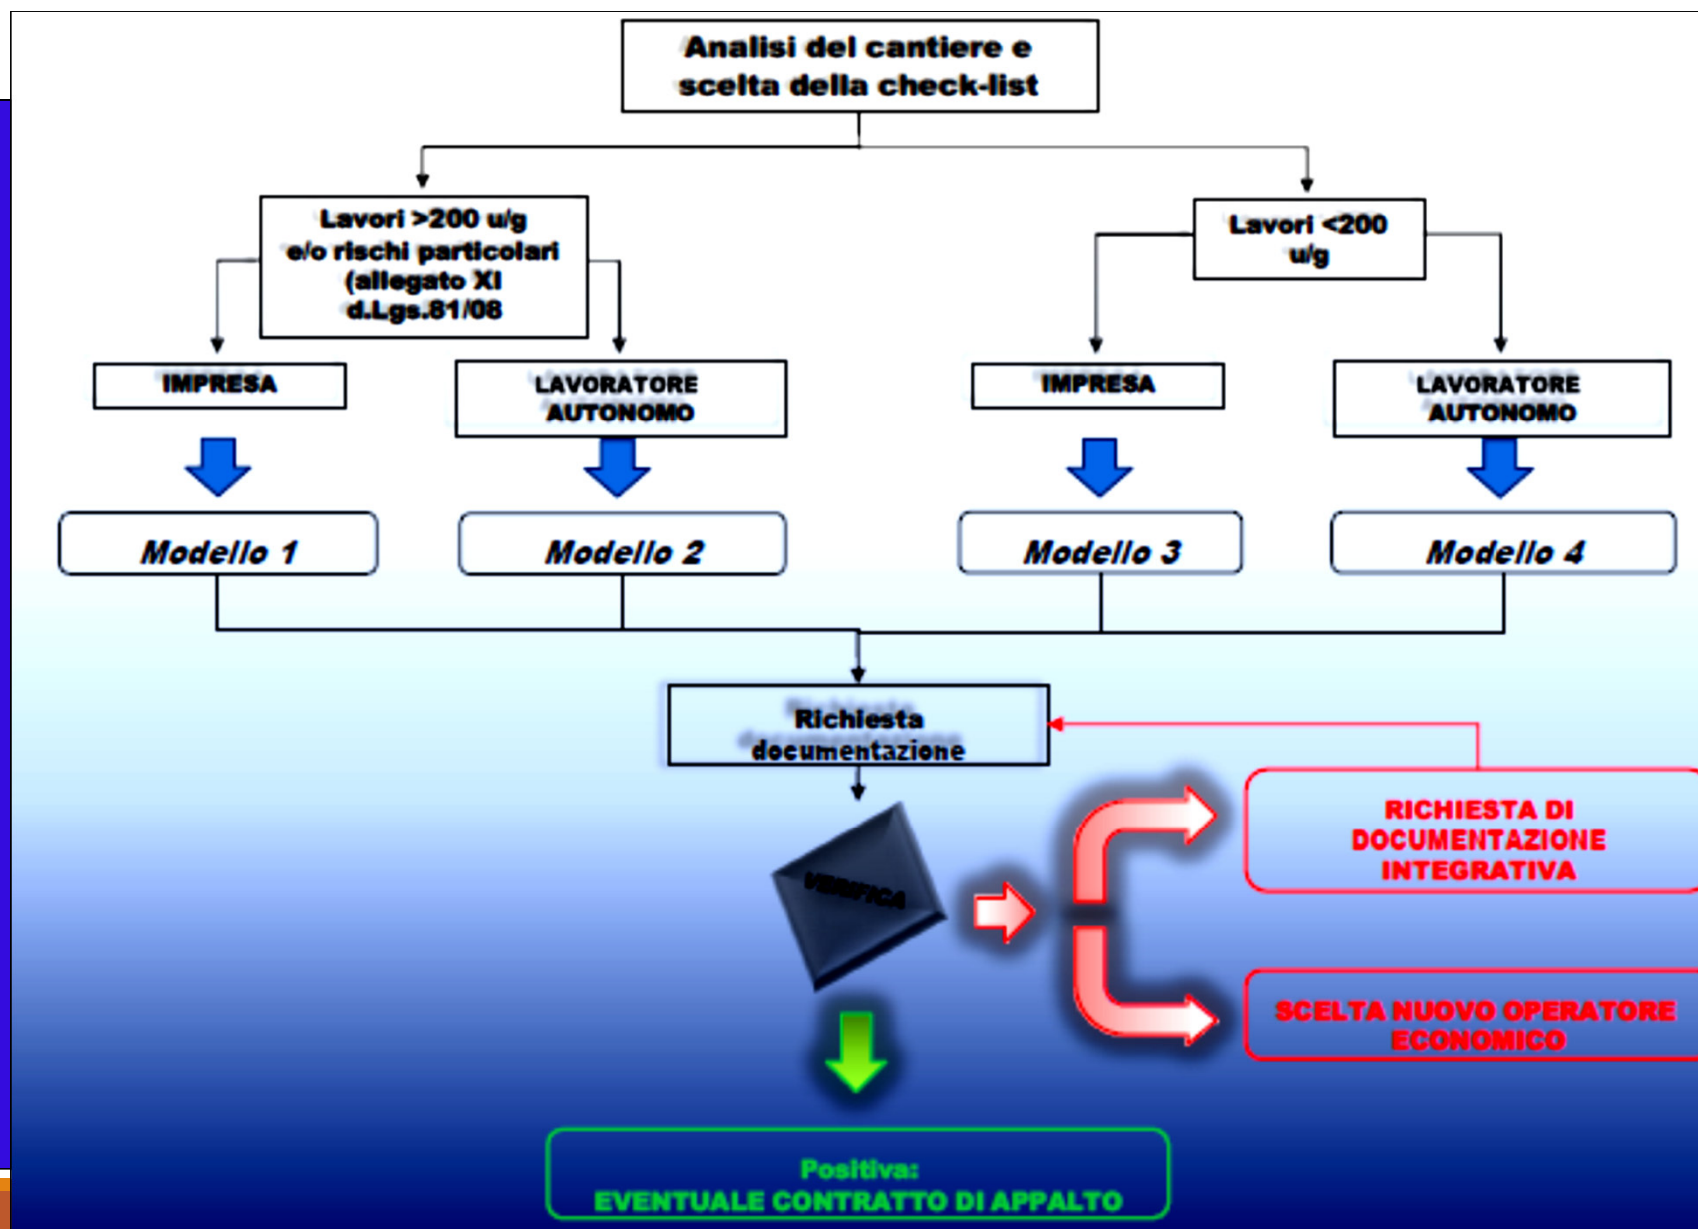 Analisi del cantiere e
scelta della check-list
Lavori >200 u/g
e/o rischi particolari
(allegato XI
d.Lgs.81/08
Lavori <200
u/g
IMPRESA
LAVORATORE
AUTONOMO
IMPRESA
LAVORATORE
AUTONOMO
Modello 1
Modello 2
Modello 3
Modello 4
Richiesta
documentazione
VERIFICA
RICHIESTA DI
DOCUMENTAZIONE
INTEGRATIVA
SCELTA NUOVO OPERATORE
ECONOMICO
Positiva:
EVENTUALE CONTRATTO DI APPALTO